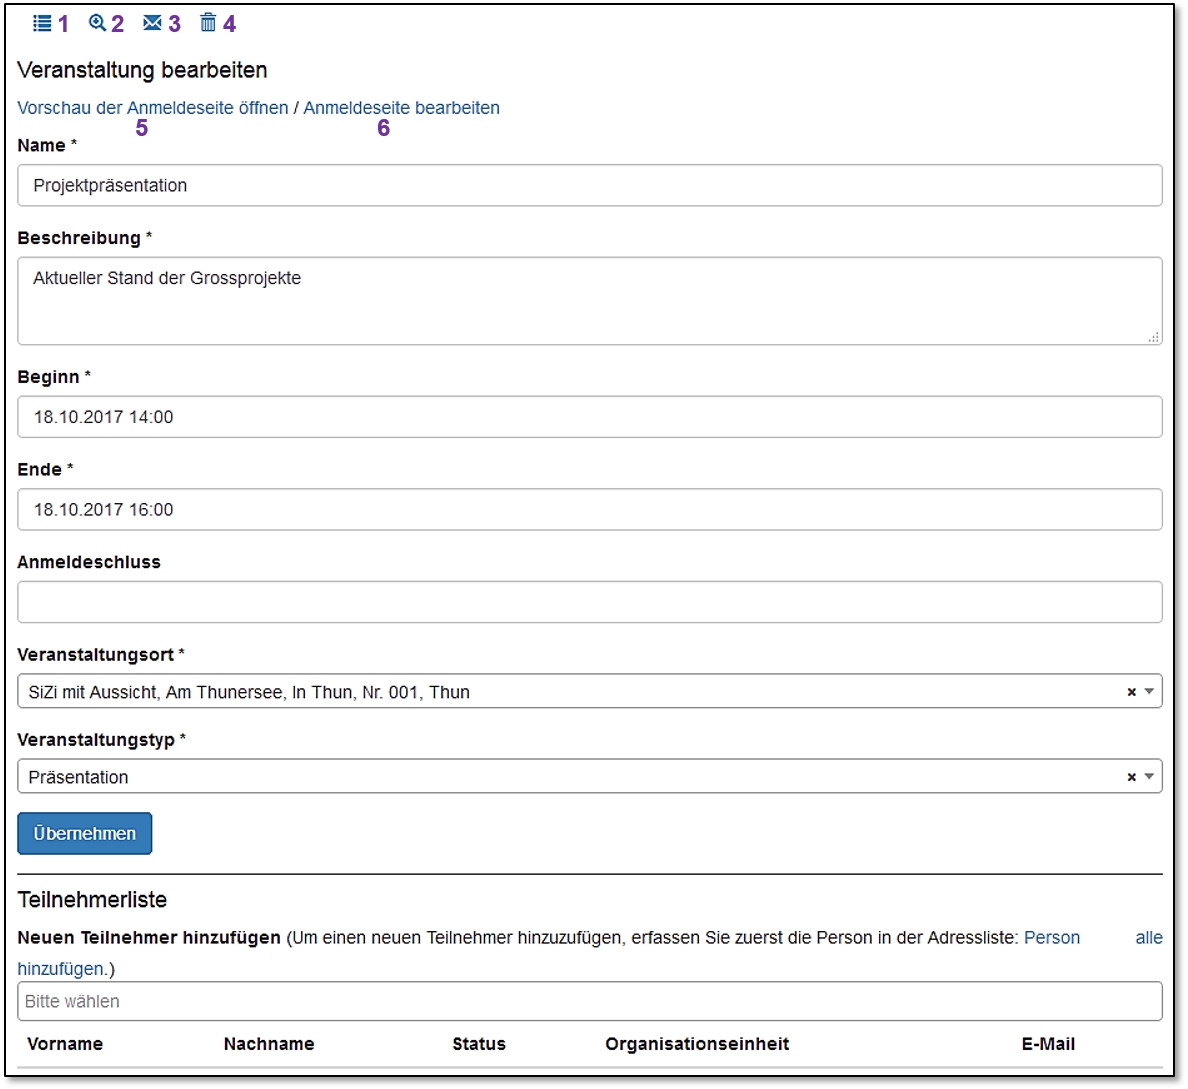 1 2 3 4
Veranstaltung bearbeiten
Vorschau der Anmeldeseite öffnen / Anmeldeseite bearbeiten
5 6
Name *
Projektpräsentation
Beschreibung *
Aktueller Stand der Grossprojekte
Beginn *
18.10.2017 14:00
Ende *
18.10.2017 16:00
Anmeldeschluss
Veranstaltungsort *
SiZi mit Aussicht, Am Thunersee, In Thun, Nr. 001, Thun
Veranstaltungstyp *
Präsentation
Übernehmen
Teilnehmerliste
Neuen Teilnehmer hinzufügen (Um einen neuen Teilnehmer hinzuzufügen, erfassen Sie zuerst die Person in der Adressliste: Person alle
hinzufügen.)
Bitte wählen
Vorname Nachname Status Organisationseinheit E-Mail